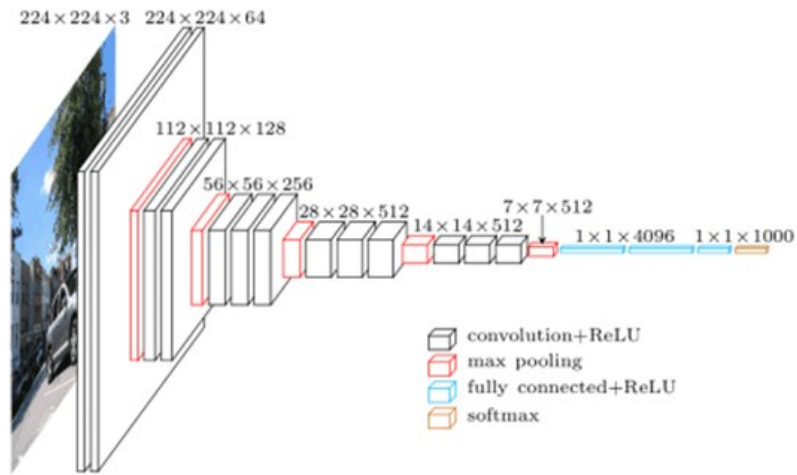 224×224×3
224×224×64
112×112×128
56×56×256
28×28×512
14×14×512
7×7×512
1×1×4096
1×1×1000
convolution+ReLU
max pooling
fully connected+ReLU
softmax